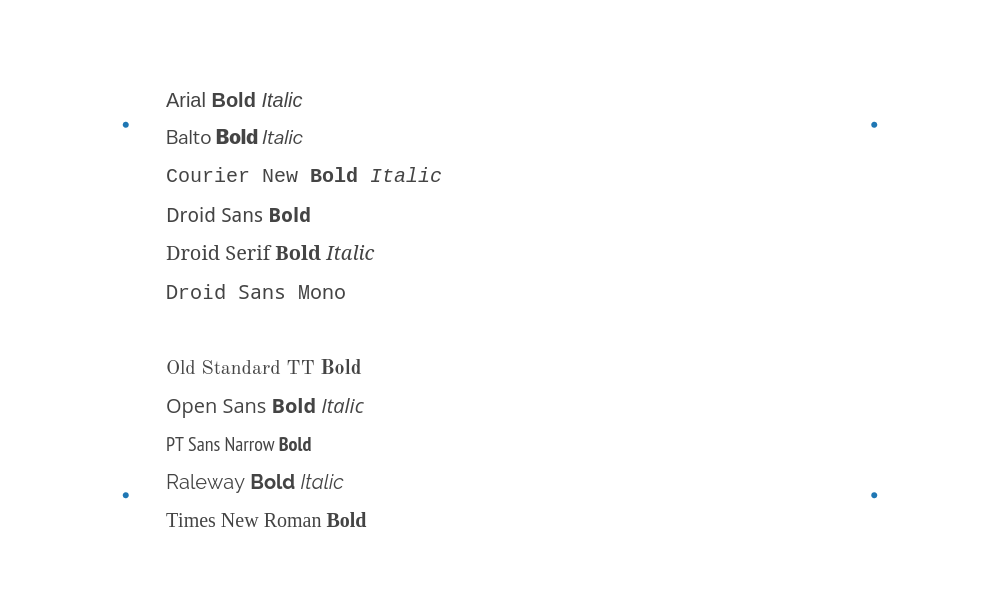 Arial Bold Italic
Balto Bold Italic
Courier New Bold Italic
Droid Sans Bold
Droid Serif Bold Italic
Droid Sans Mono
Old Standard TT Bold
Open Sans Bold Italic
PT Sans Narrow Bold
Raleway Bold Italic
Times New Roman Bold